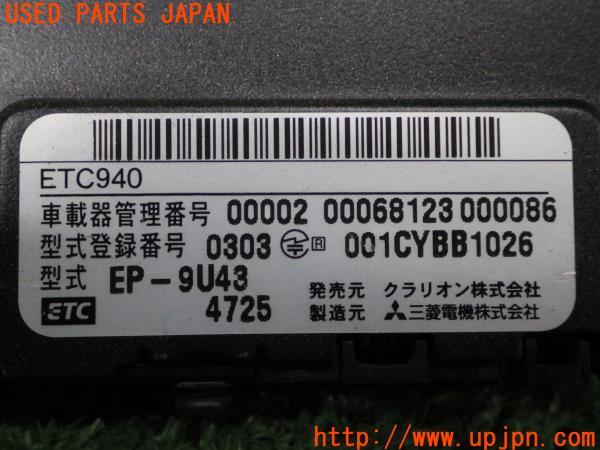 USED PARTS JAPAN
ETC940
車載器管理番号 00002 00068123 000086
型式登録番号 0303 R 001CYBB1026
型式 EP-9U43
ETC 4725
発売元 クラリオン株式会社
製造元 三菱電機株式会社
www.upjpn.com